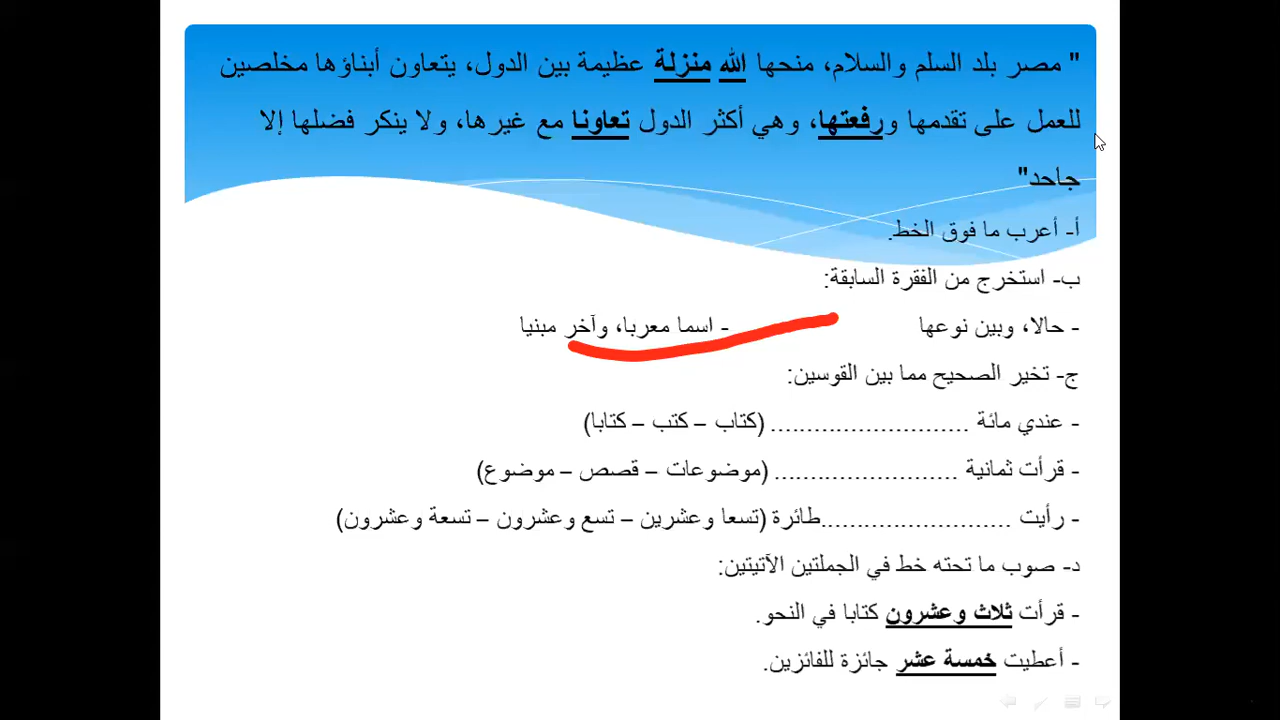 " مصر بلد السلم والسلام، منحها الله منزلة عظيمة بين الدول، يتعاون أبناؤها مخلصين
للعمل على تقدمها ورفعتها، وهي أكثر الدول تعاونا مع غيرها، ولا ينكر فضلها إلا
جاحد"
أ- أعرب ما فوق الخط.
ب- استخرج من الفقرة السابقة:
- حالا، وبين نوعها - اسما معربا، وآخر مبنيا
ج- تخير الصحيح مما بين القوسين:
- عندي مائة ........................ (كتاب – كتب – كتابا)
- قرأت ثمانية ...................... (موضوعات – قصص – موضوع)
- رأيت .......................طائرة (تسعا وعشرين – تسع وعشرون – تسعة وعشرون)
د- صوب ما تحته خط في الجملتين الآتيتين:
- قرأت ثلاث وعشرون كتابا في النحو.
- أعطيت خمسة عشر جائزة للفائزين.